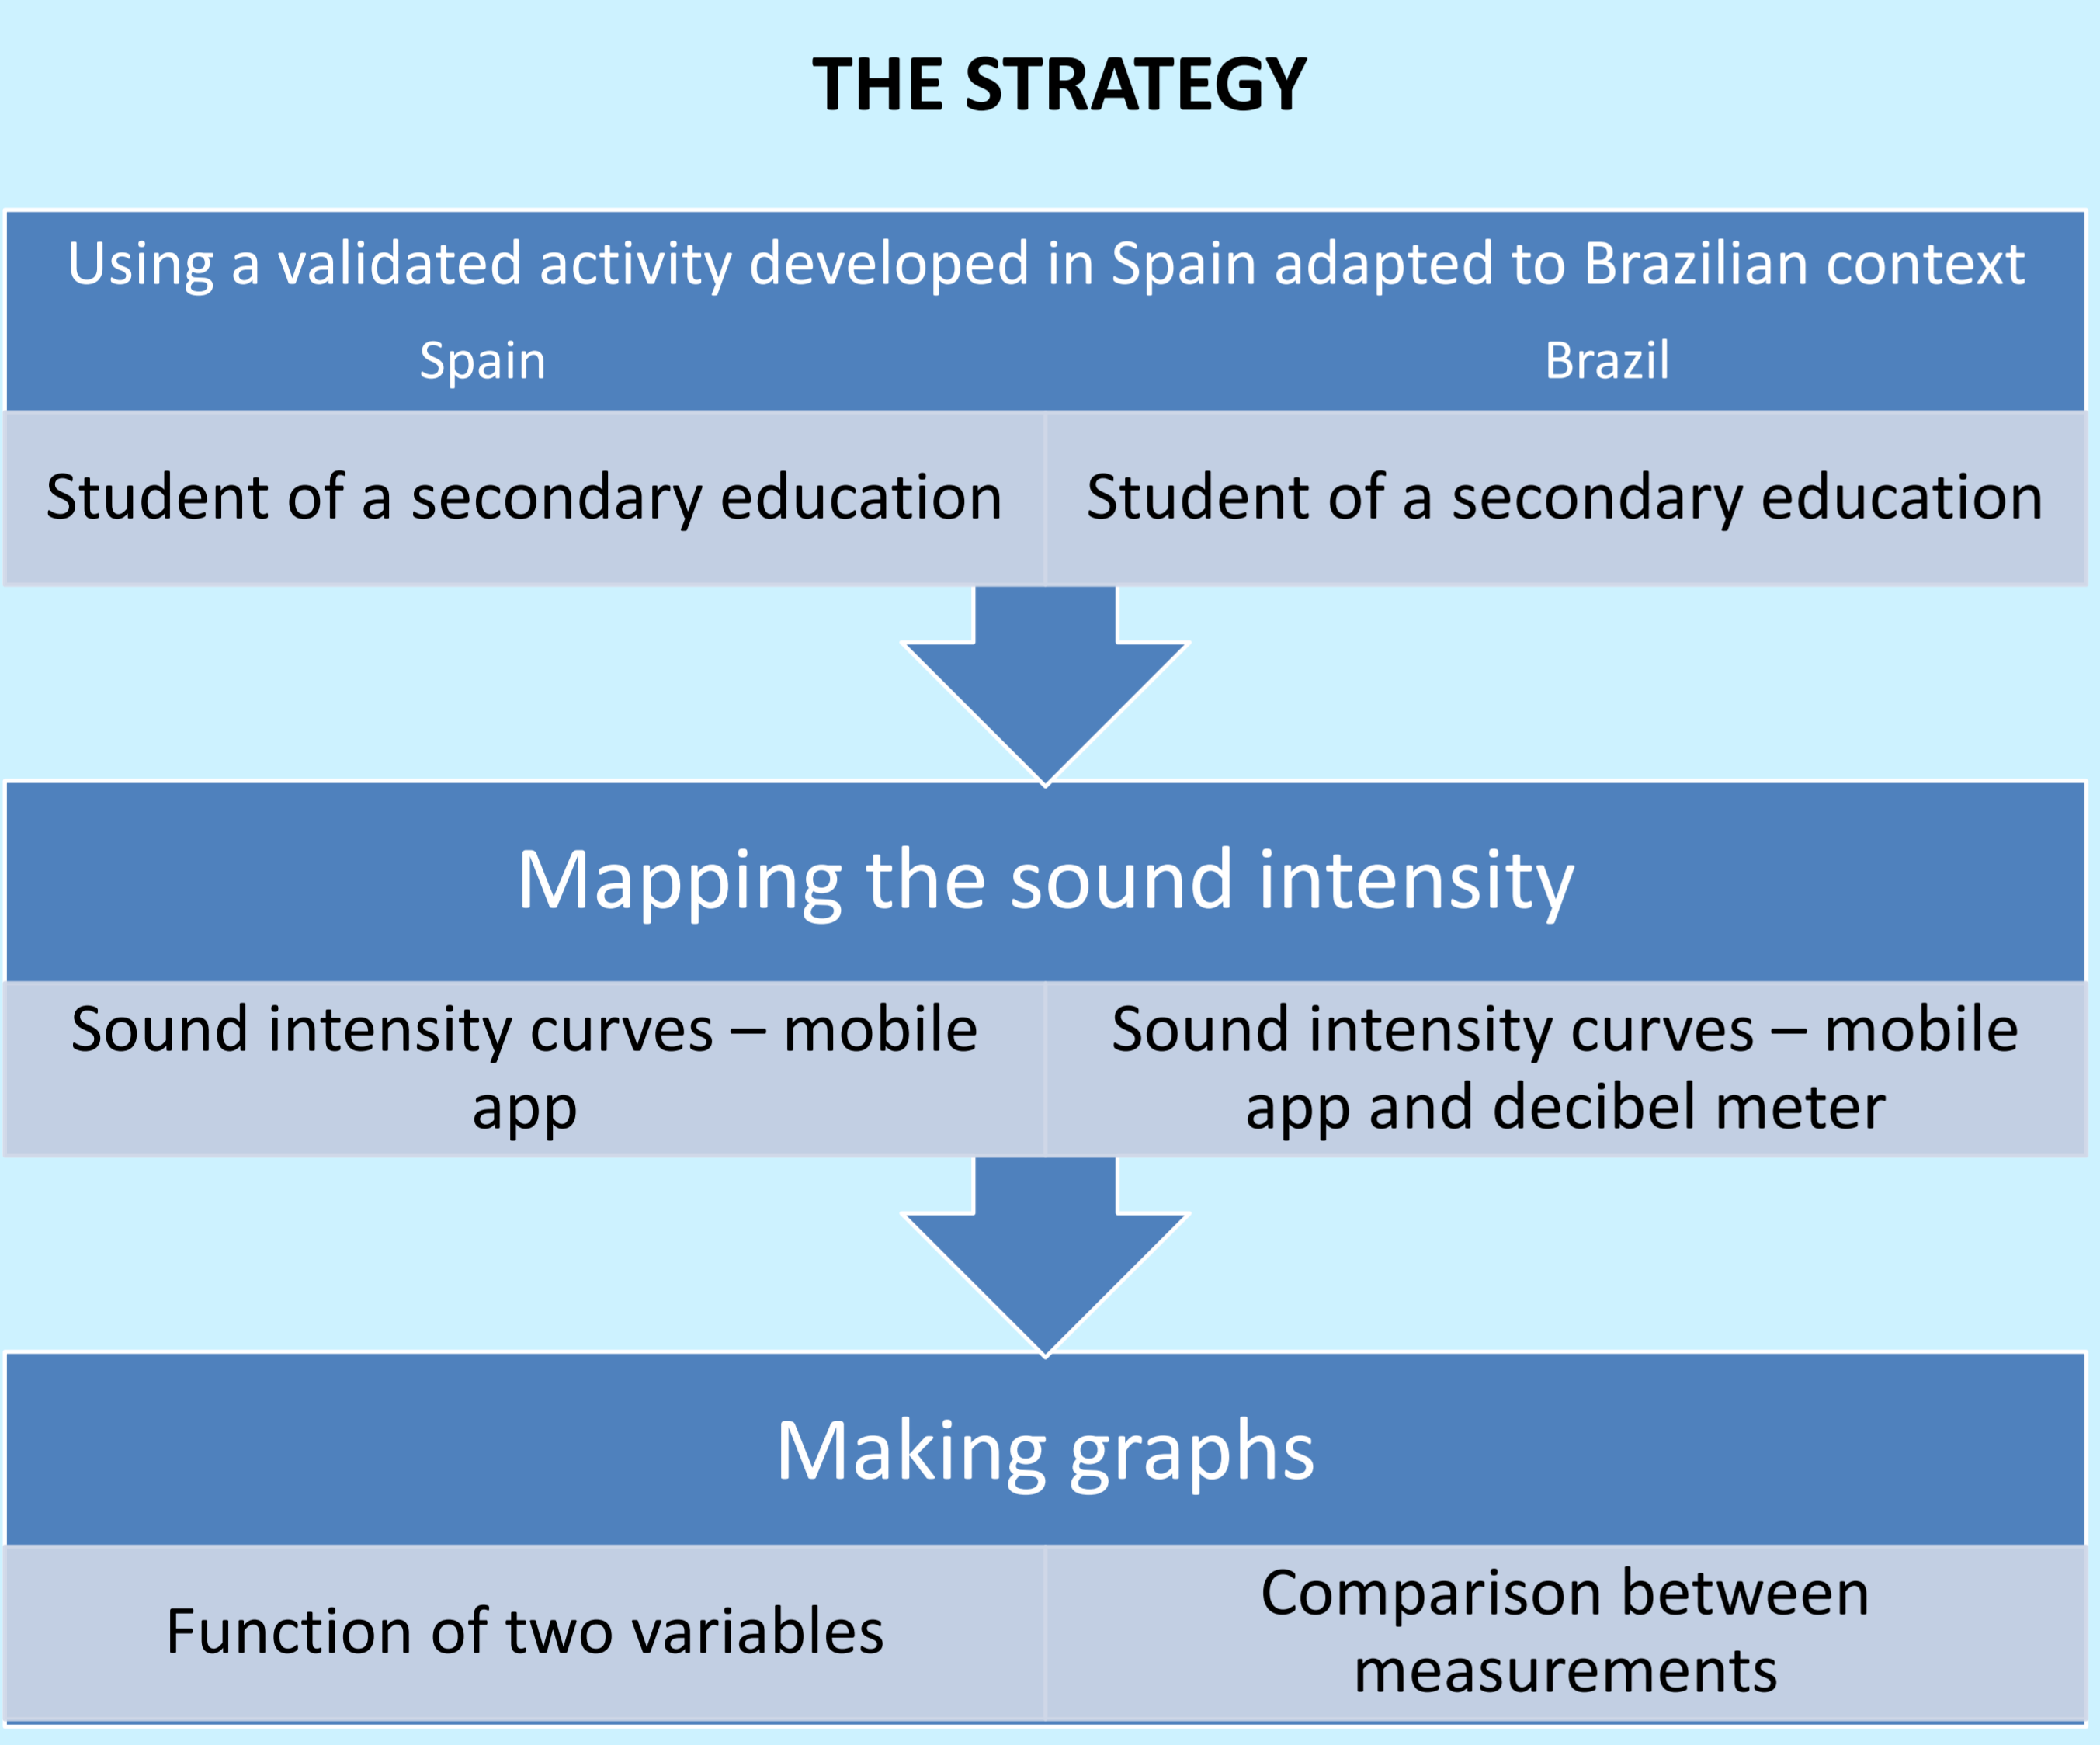 THE STRATEGY
Using a validated activity developed in Spain adapted to Brazilian context
Spain
Brazil
Student of a secondary education
Student of a secondary education
Mapping the sound intensity
Sound intensity curves – mobile
app
Sound intensity curves – mobile
app and decibel meter
Making graphs
Function of two variables
Comparison between
measurements